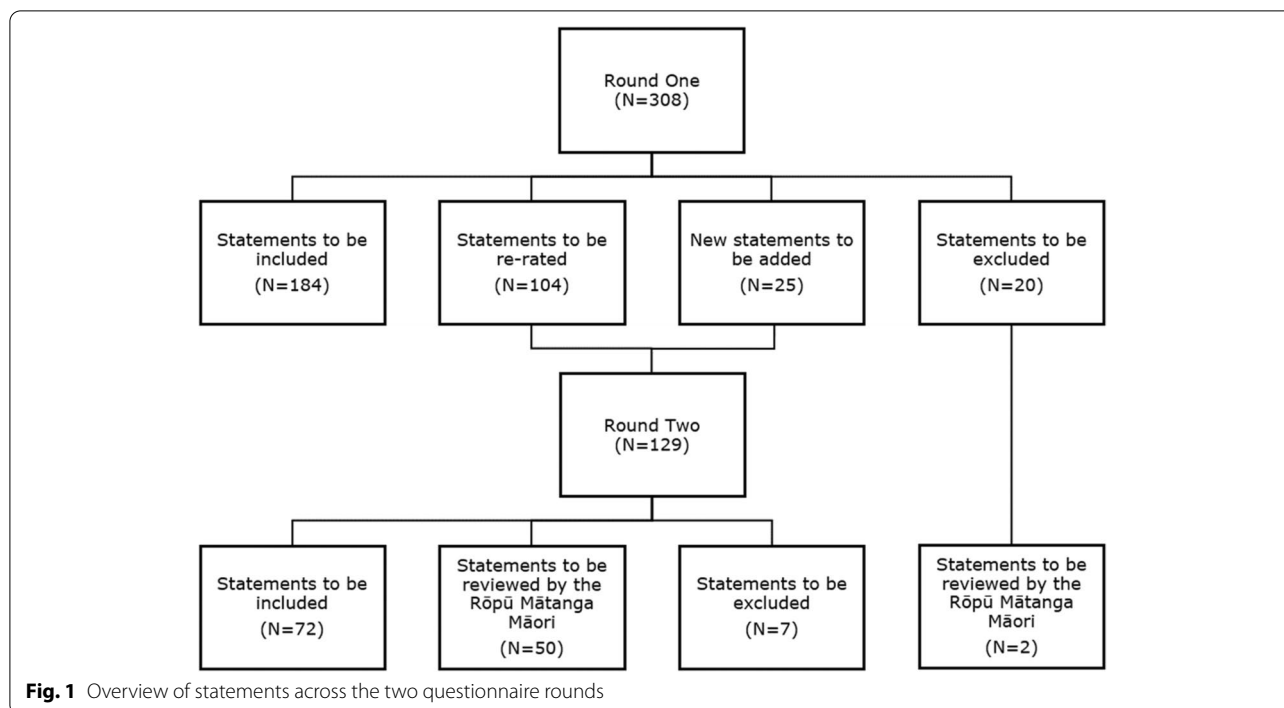 Round One
(N=308)
Statements to be
included
(N=184)
Statements to be
re-rated
(N=104)
New statements to
be added
(N=25)
Statements to be
excluded
(N=20)
Round Two
(N=129)
Statements to be
included
(N=72)
Statements to be
reviewed by the
Rōpū Mātanga
Māori
(N=50)
Statements to be
excluded
(N=7)
Statements to be
reviewed by the
Rōpū Mātanga
Māori
(N=2)
Fig. 1 Overview of statements across the two questionnaire rounds